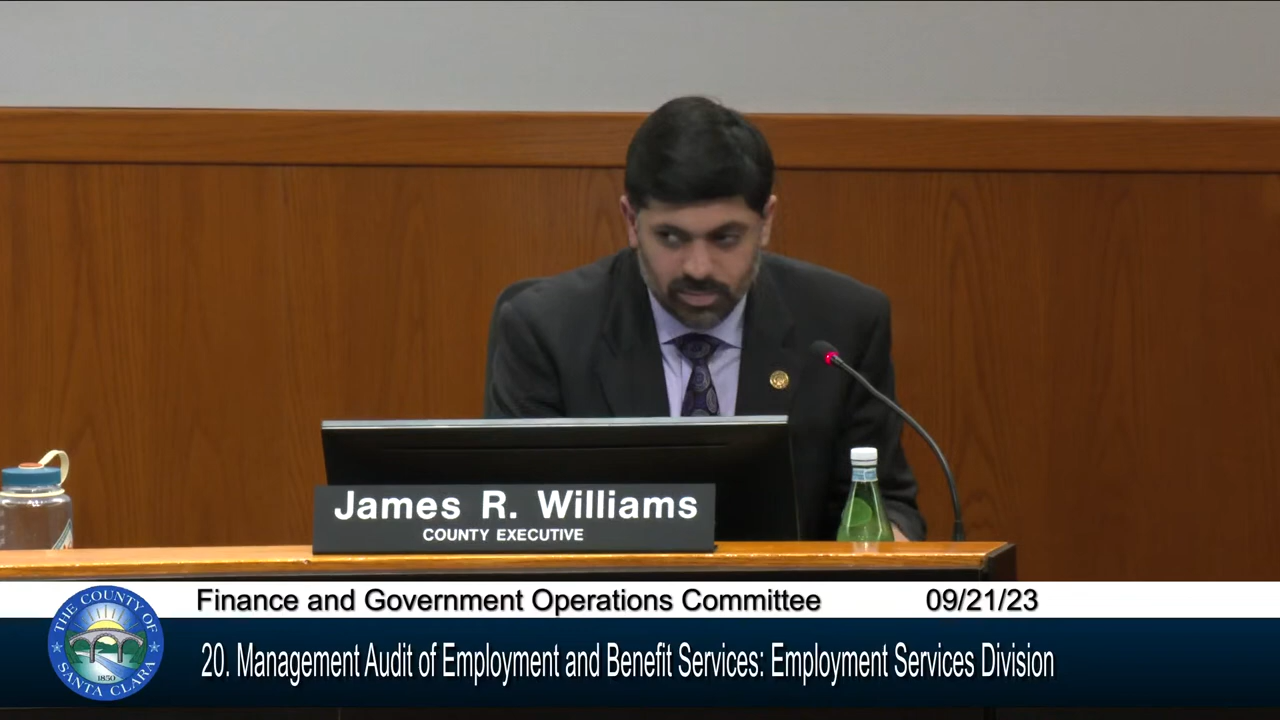 James R. Williams
COUNTY EXECUTIVE
Finance and Government Operations Committee 09/21/23
20. Management Audit of Employment and Benefit Services: Employment Services Division
THE COUNTY OF
SANTA CLARA
1850